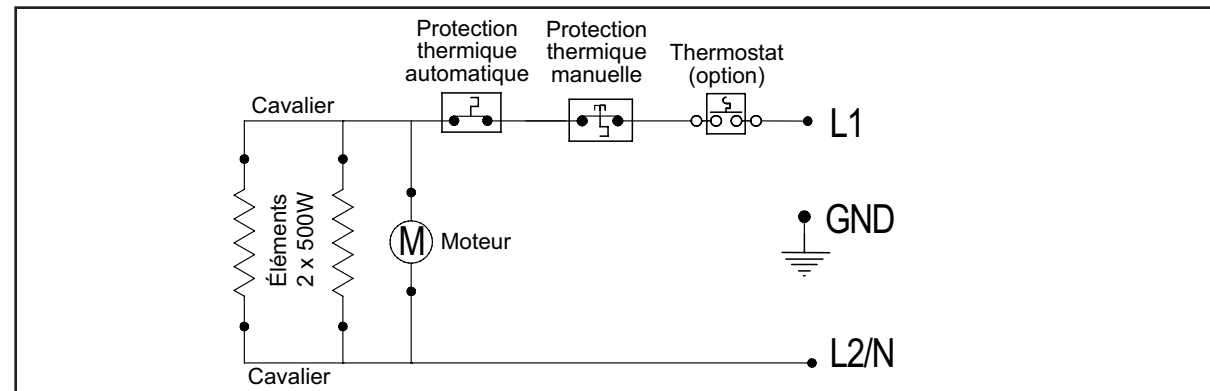 Protection
thermique
automatique
Protection
thermique
manuelle
Thermostat
(option)
Cavalier
L1
Éléments
2 x 500W
M
Moteur
GND
L2/N
Cavalier